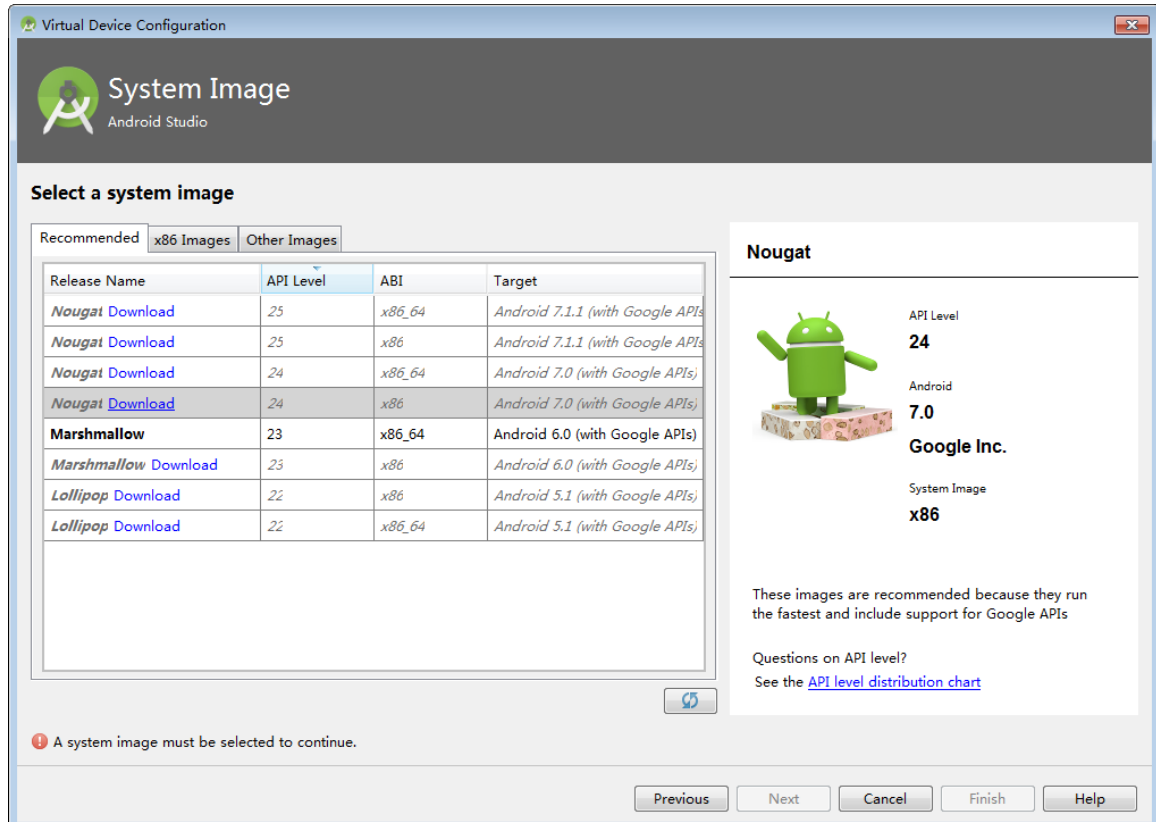 Virtual Device Configuration
System Image
Android Studio
Select a system image
Recommended x86 Images Other Images
Release Name API Level ABI Target
Nougat Download 25 x86_64 Android 7.1.1 (with Google APIs
Nougat Download 25 x86 Android 7.1.1 (with Google APIs
Nougat Download 24 x86_64 Android 7.0 (with Google APIs)
Nougat Download 24 x86 Android 7.0 (with Google APIs)
Marshmallow 23 x86_64 Android 6.0 (with Google APIs)
Marshmallow Download 23 x86 Android 6.0 (with Google APIs)
Lollipop Download 22 x86 Android 5.1 (with Google APIs)
Lollipop Download 22 x86_64 Android 5.1 (with Google APIs)
Nougat
API Level
24
Android
7.0
Google Inc.
System Image
x86
These images are recommended because they run
the fastest and include support for Google APIs
Questions on API level?
See the API level distribution chart
A system image must be selected to continue.
Previous Next Cancel Finish Help